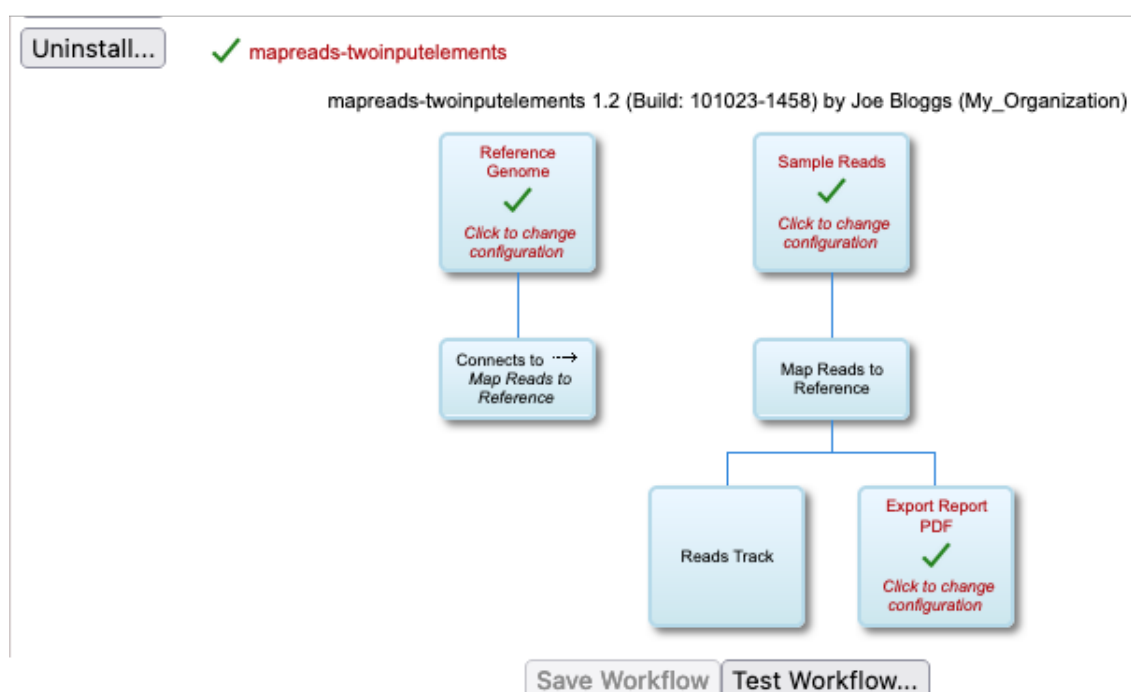 Uninstall...
mapreads-twoinputelements
mapreads-twoinputelements 1.2 (Build: 101023-1458) by Joe Bloggs (My_Organization)
Reference
Genome
Click to change
configuration
Sample Reads
Click to change
configuration
Connects to
Map Reads to
Reference
Map Reads to
Reference
Reads Track
Export Report
PDF
Click to change
configuration
Save Workflow
Test Workflow...